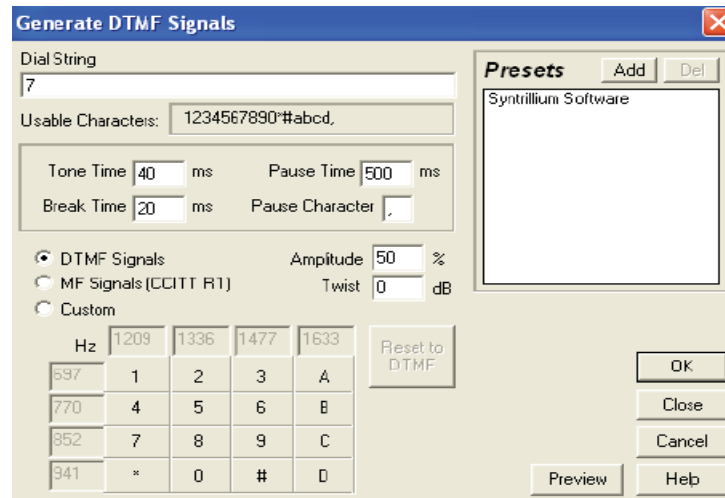 Generate DTMF Signals
Dial String
7
Usable Characters: 1234567890*#abcd,
Tone Time 40 ms Pause Time 500 ms
Break Time 20 ms Pause Character ,
DTMF Signals
MF Signals (CCITT R1)
Custom
Amplitude 50 %
Twist 0 dB
Hz 1209 1336 1477 1633
697 1 2 3 A
770 4 5 6 B
852 7 8 9 C
941 * 0 # D
Reset to
DTMF
Presets Add Del
Syntrillium Software
OK
Close
Cancel
Preview Help